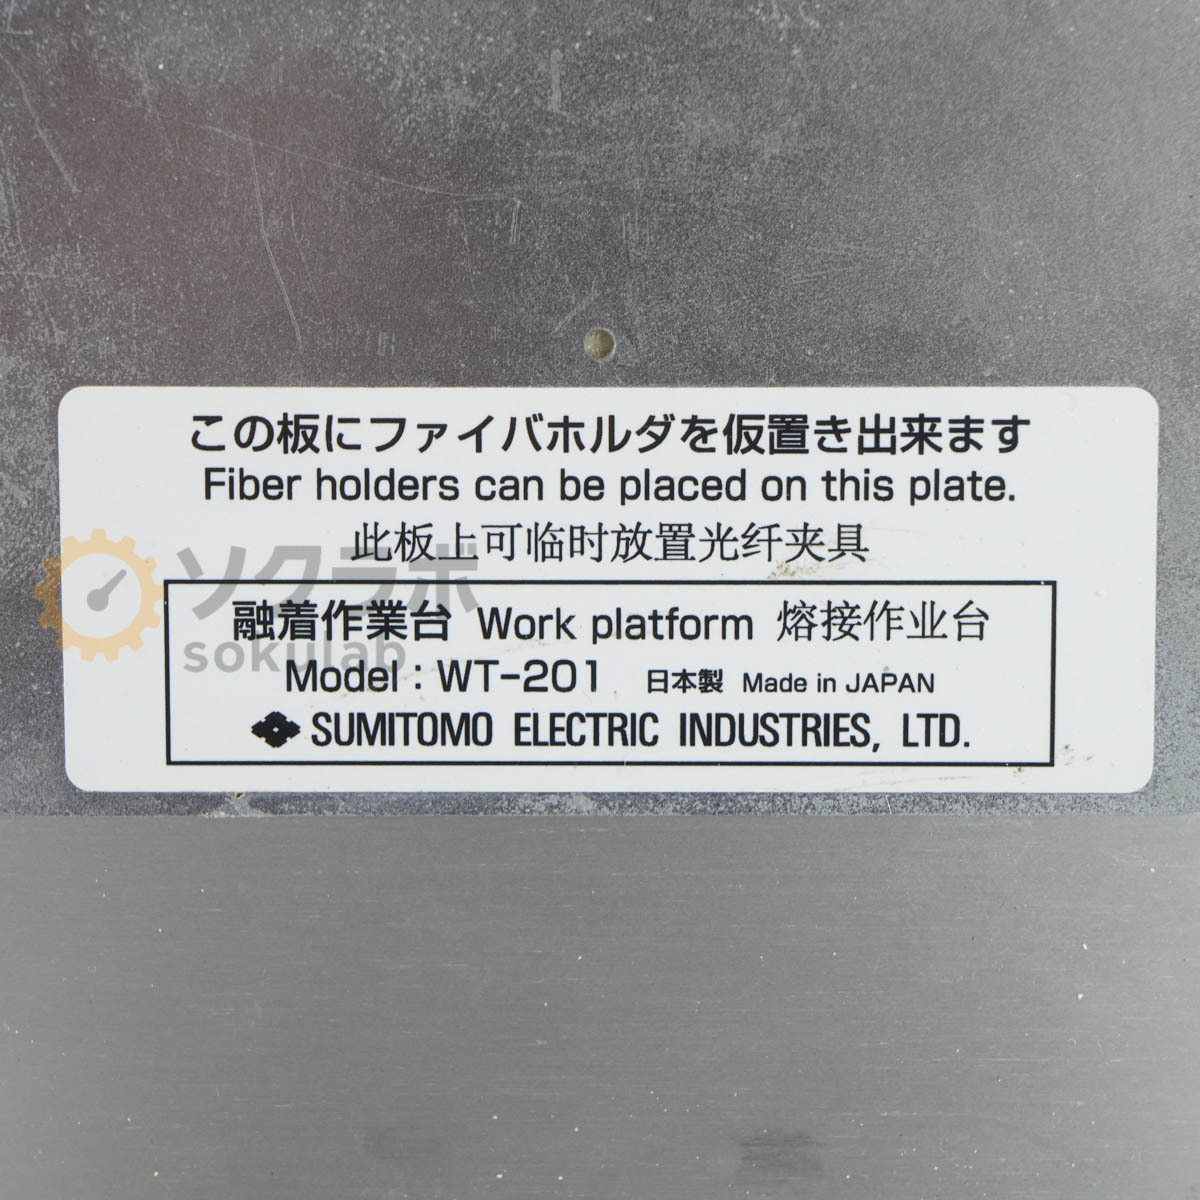 この板にファイバホルダを仮置き出来ます
Fiber holders can be placed on this plate.
此板上可临时放置光纤夹具
ソクラボ
sokulab
融着作業台 Work platform 熔接作业台
Model : WT-201 日本製 Made in JAPAN
SUMITOMO ELECTRIC INDUSTRIES, LTD.